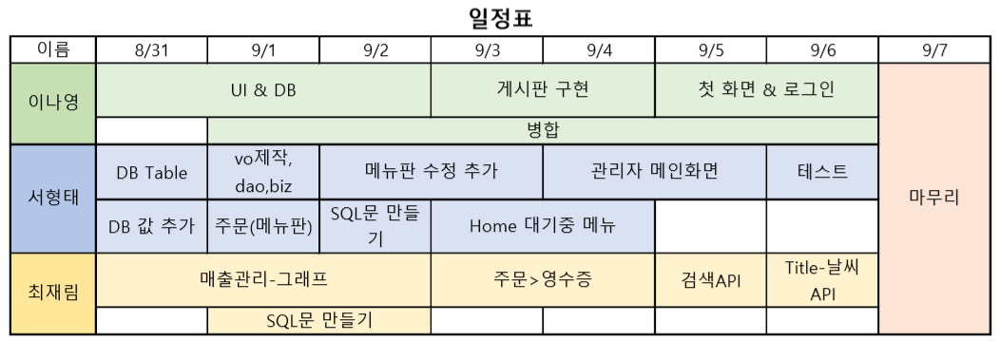 일정표
이름 8/31 9/1 9/2 9/3 9/4 9/5 9/6 9/7
이나영 UI & DB 게시판 구현 첫 화면 & 로그인
병합
서형태 DB Table vo제작, dao,biz 메뉴판 수정 추가 관리자 메인화면 테스트 마무리
DB 값 추가 주문(메뉴판) SQL문 만들기 Home 대기중 메뉴
최재림 매출관리-그래프 주문>영수증 검색API Title-날씨 API
SQL문 만들기